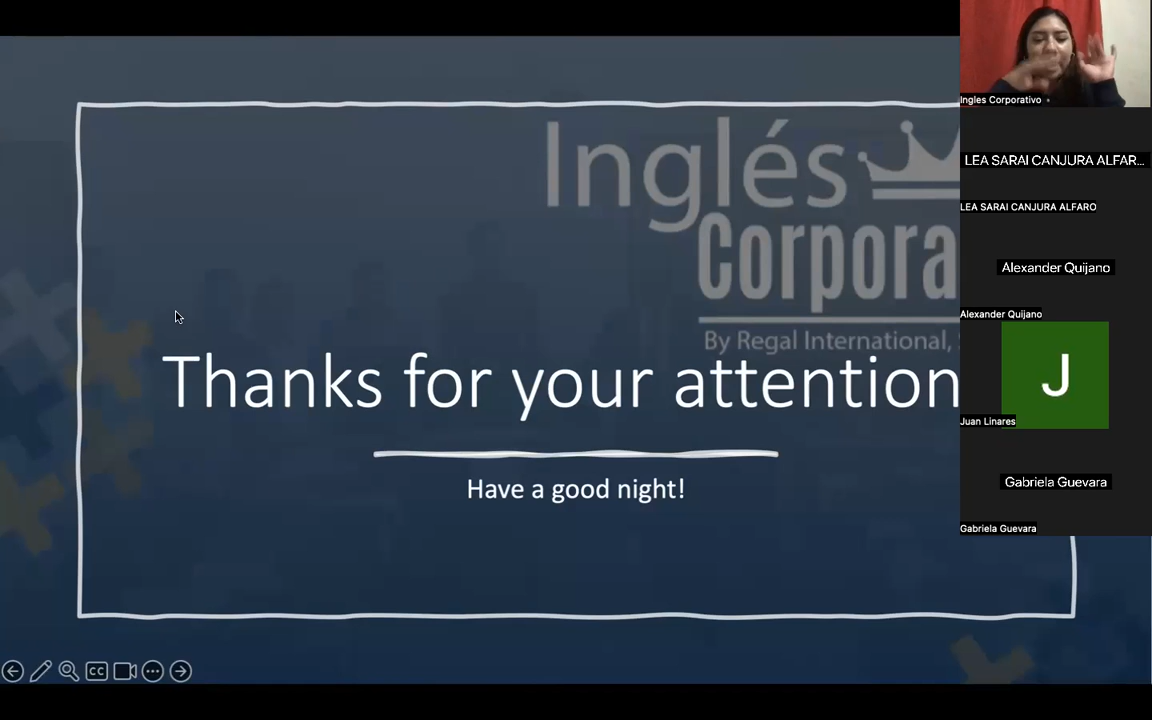 Inglés
Corpora
By Regal International,
Thanks for your attention
Have a good night!
CC
Ingles Corporativo
LEA SARAI CANJURA ALFAR...
LEA SARAI CANJURA ALFARO
Alexander Quijano
Alexander Quijano
J
Juan Linares
Gabriela Guevara
Gabriela Guevara